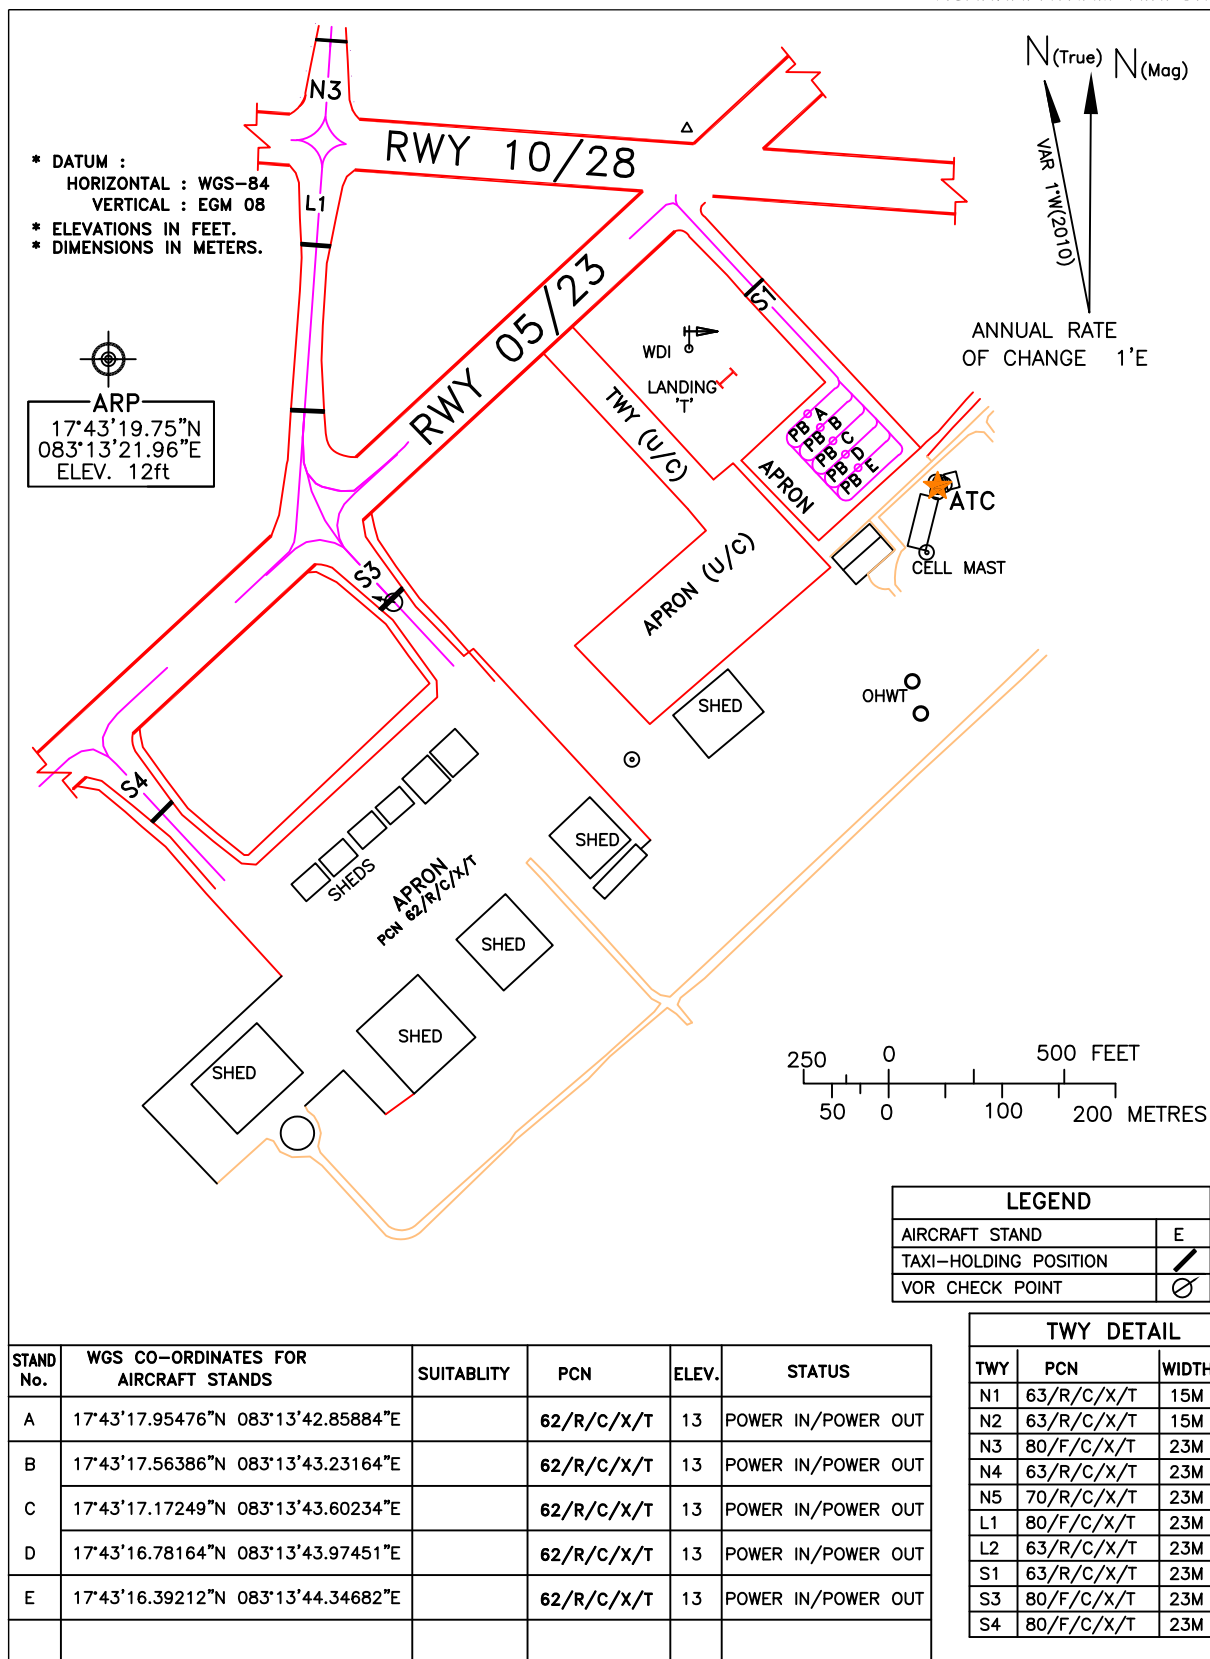 N(True) N(Mag)
VAR 1°W(2010)
ANNUAL RATE
OF CHANGE 1'E
N3
RWY 10/28
* DATUM :
HORIZONTAL : WGS-84
VERTICAL : EGM 08
* ELEVATIONS IN FEET.
* DIMENSIONS IN METERS.
L1
S1
RWY 05/23
WDI
LANDING
'T'
ARP
17°43'19.75"N
083°13'21.96"E
ELEV. 12ft
TWY (U/C)
PB A
PB B
PB C
PB D
PB E
APRON
ATC
CELL MAST
APRON (U/C)
S3
SHED
OHWT
S4
SHEDS
SHED
APRON
PCN 62/R/C/X/T
SHED
SHED
SHED
250 0 500 FEET
50 0 100 200 METRES
LEGEND
AIRCRAFT STAND E
TAXI-HOLDING POSITION
VOR CHECK POINT
STAND No. WGS CO-ORDINATES FOR AIRCRAFT STANDS SUITABLITY PCN ELEV. STATUS
A 17°43'17.95476"N 083°13'42.85884"E 62/R/C/X/T 13 POWER IN/POWER OUT
B 17°43'17.56386"N 083°13'43.23164"E 62/R/C/X/T 13 POWER IN/POWER OUT
C 17°43'17.17249"N 083°13'43.60234"E 62/R/C/X/T 13 POWER IN/POWER OUT
D 17°43'16.78164"N 083°13'43.97451"E 62/R/C/X/T 13 POWER IN/POWER OUT
E 17°43'16.39212"N 083°13'44.34682"E 62/R/C/X/T 13 POWER IN/POWER OUT
TWY DETAIL
TWY PCN WIDTH
N1 63/R/C/X/T 15M
N2 63/R/C/X/T 15M
N3 80/F/C/X/T 23M
N4 63/R/C/X/T 23M
N5 70/R/C/X/T 23M
L1 80/F/C/X/T 23M
L2 63/R/C/X/T 23M
S1 63/R/C/X/T 23M
S3 80/F/C/X/T 23M
S4 80/F/C/X/T 23M